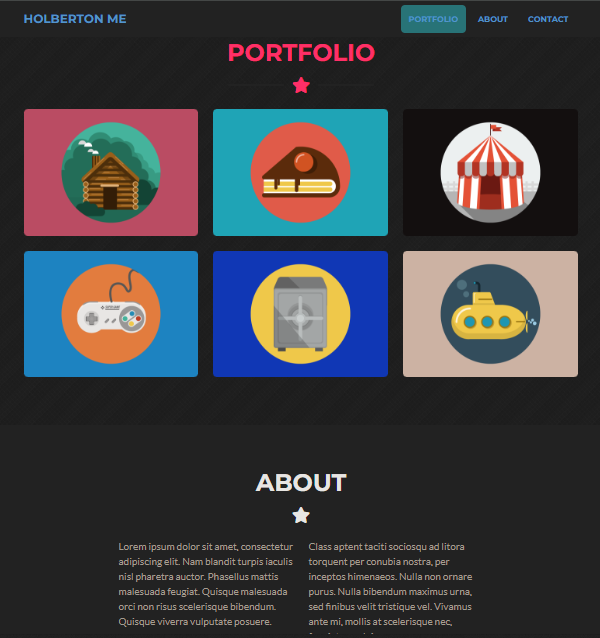 HOLBERTON ME
PORTFOLIO ABOUT CONTACT
PORTFOLIO
ABOUT
Lorem ipsum dolor sit amet, consectetur
adipiscing elit. Nam blandit turpis iaculis
nisl pharetra auctor. Phasellus mattis
malesuada feugiat. Quisque malesuada
orci non risus scelerisque bibendum.
Quisque viverra vulputate posuere.
Class aptent taciti sociosqu ad litora
torquent per conubia nostra, per
inceptos himenaeos. Nulla non ornare
purus. Nulla bibendum maximus urna,
sed finibus velit tristique vel. Vivamus
ante mi, mollis at scelerisque nec,